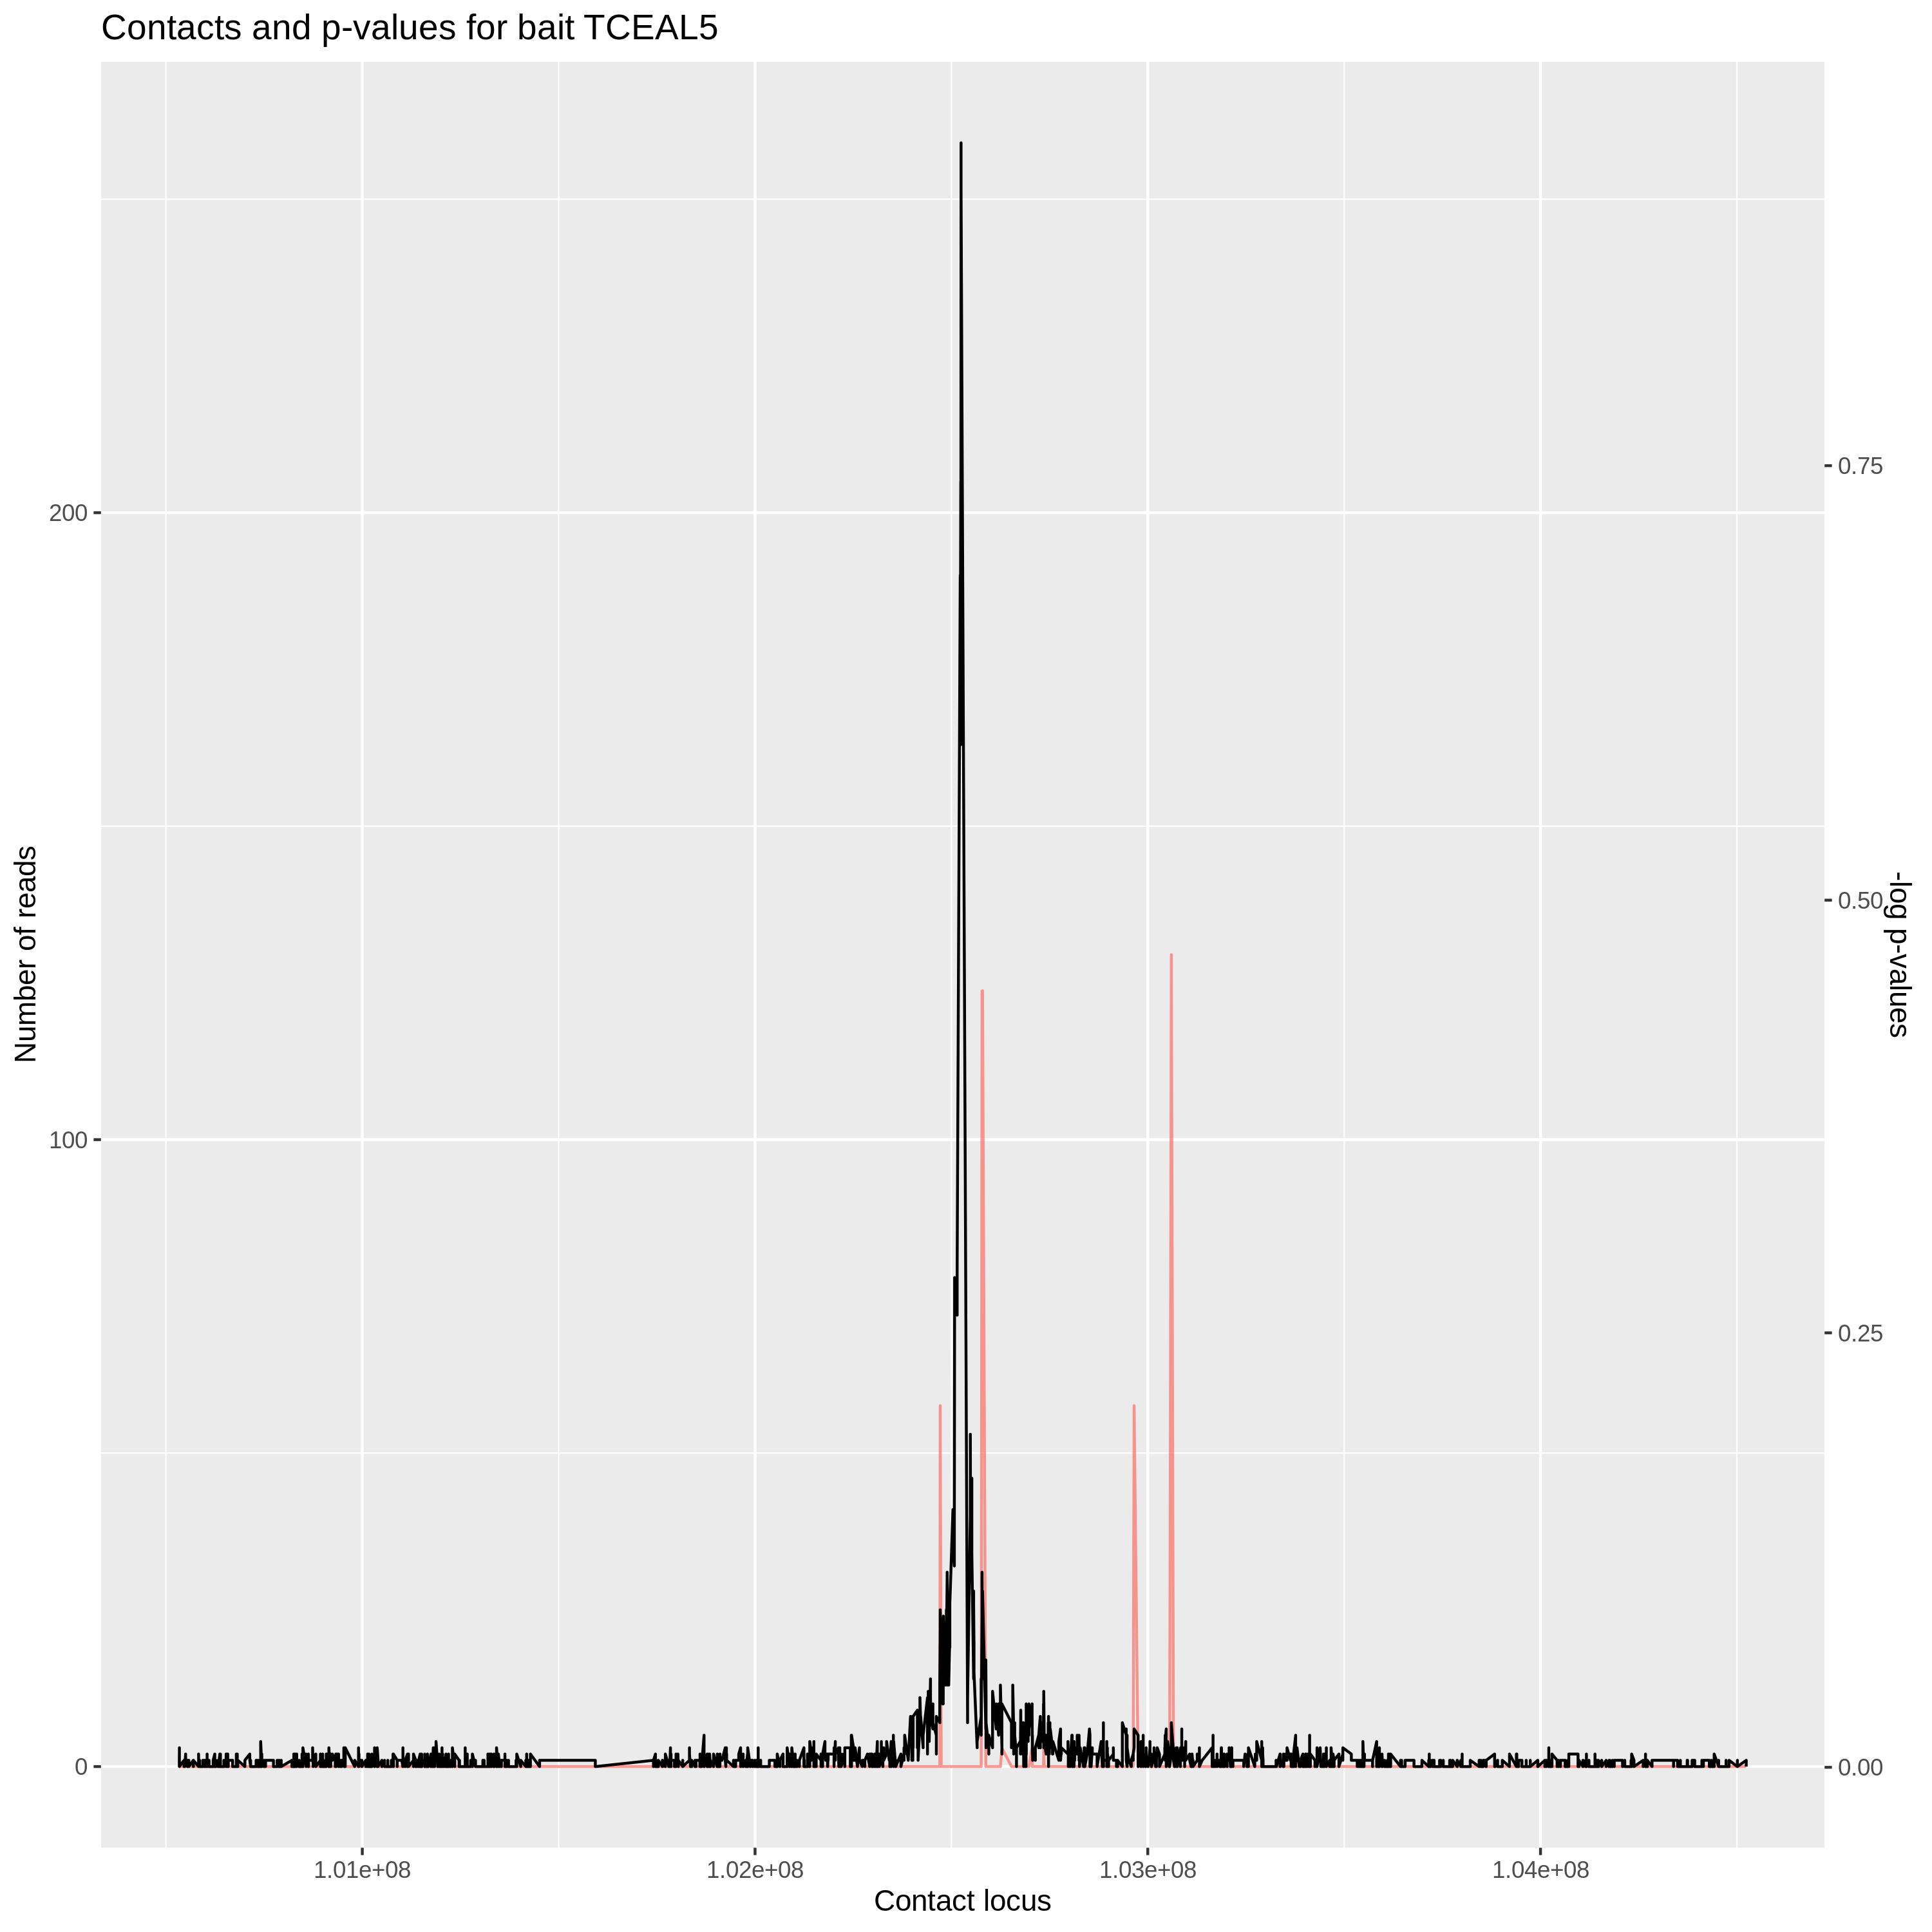 Contacts and p-values for bait TCEAL5
Number of reads
200
100
0
0.75
0.50
0.25
0.00
-log p-values
1.01e+08 1.02e+08 1.03e+08 1.04e+08
Contact locus